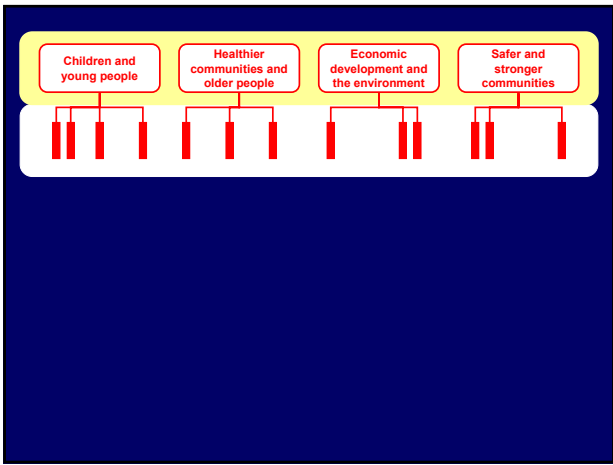 Children and
young people
Healthier
communities and
older people
Economic
development and
the environment
Safer and
stronger
communities